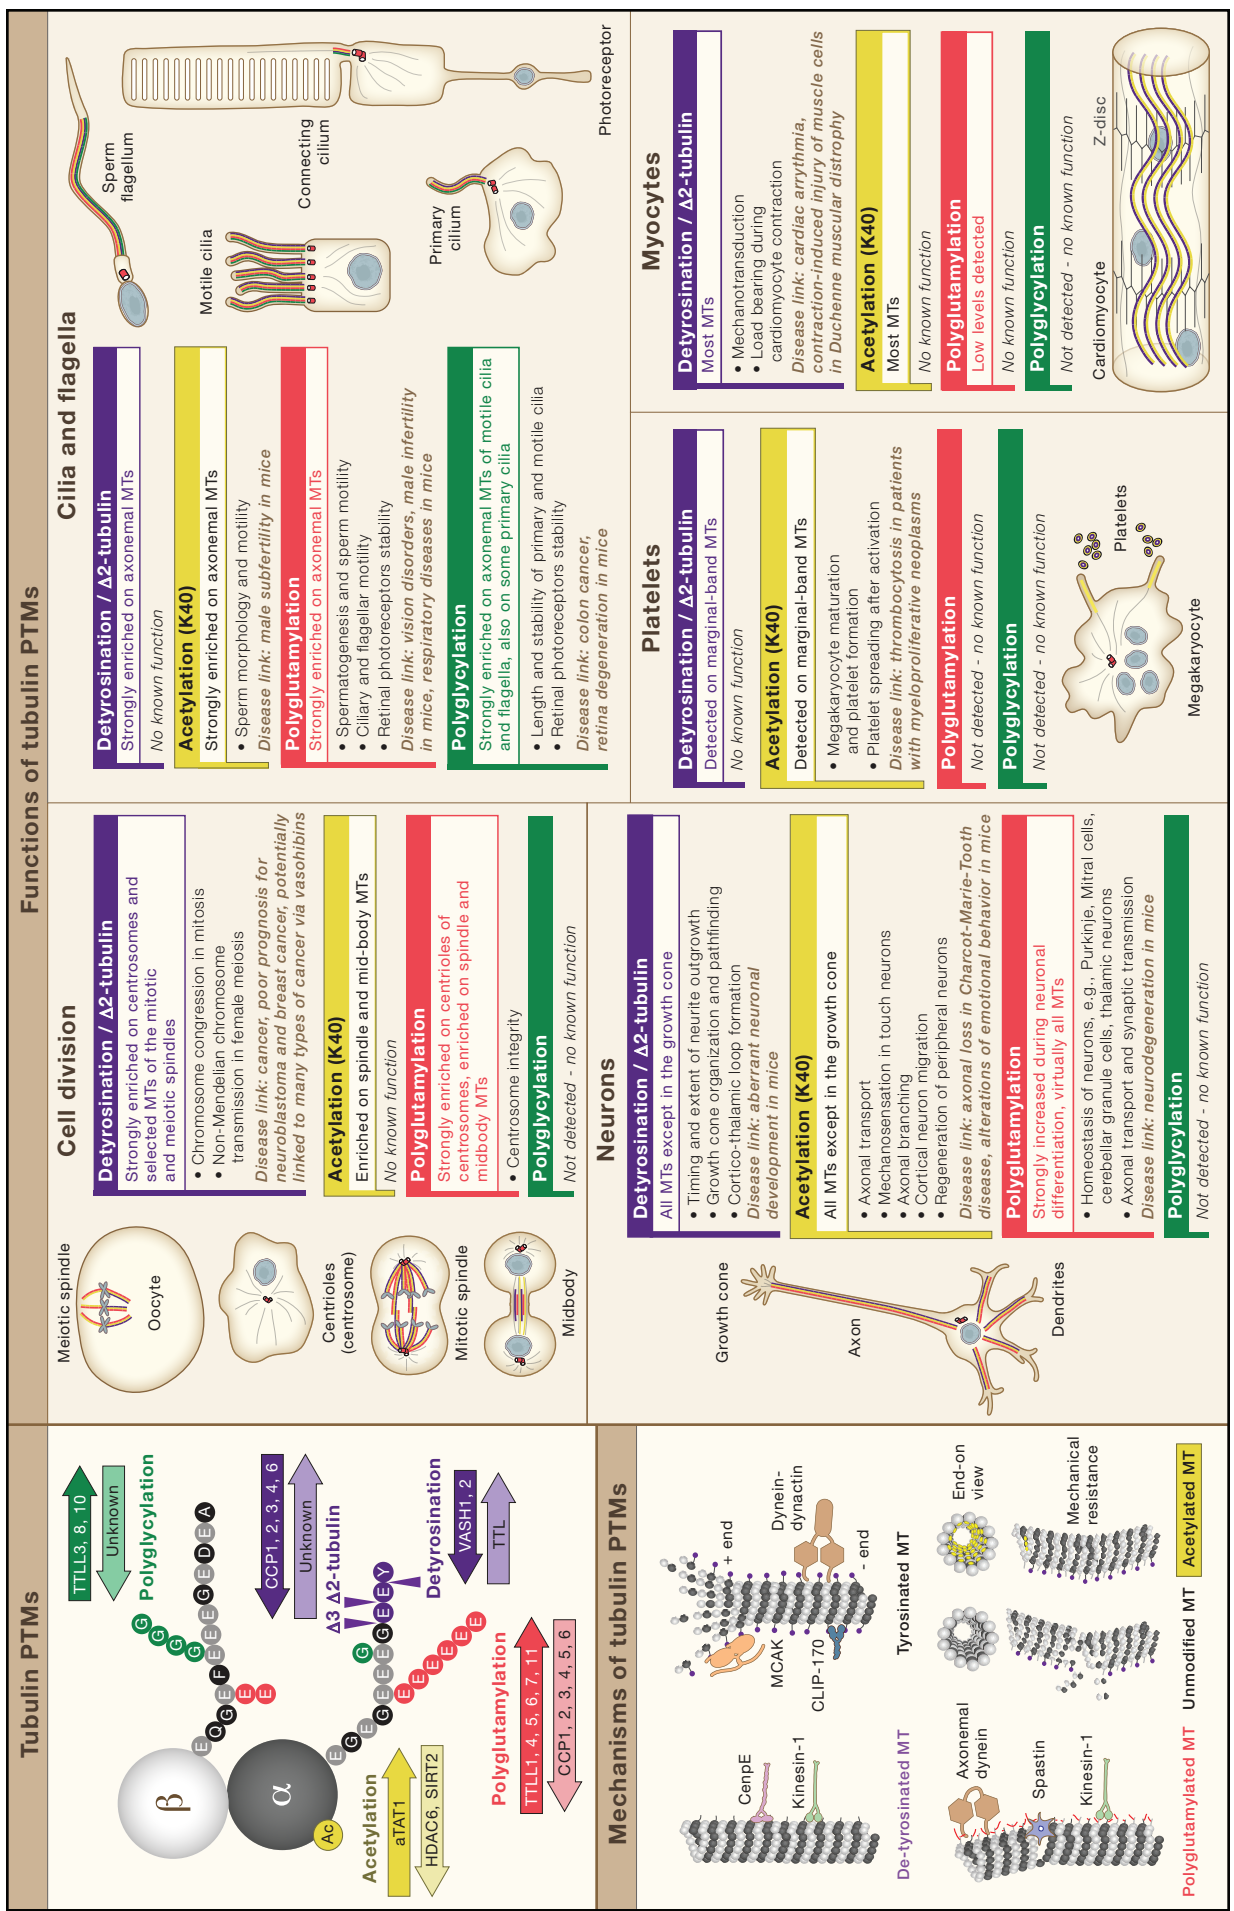 Tubulin PTMs
TTLL3, 8, 10
Unknown
Polyglycylation
β
α
Ac
E
Q
G
E
F
E
E
G
E
D
E
A
E
E
G
G
G
G
E
G
E
G
E
E
E
G
E
E
Y
G
E
E
E
E
E
E
CCP1, 2, 3, 4, 6
Unknown
Δ3 Δ2-tubulin
Detyrosination
VASH1, 2
TTL
Acetylation
aTAT1
HDAC6, SIRT2
Polyglutamylation
TTLL1, 4, 5, 6, 7, 11
CCP1, 2, 3, 4, 5, 6
Mechanisms of tubulin PTMs
CenpE
Kinesin-1
De-tyrosinated MT
MCAK
CLIP-170
+ end
Dynein-
dynactin
- end
Tyrosinated MT
Axonemal
dynein
Spastin
Kinesin-1
Polyglutamylated MT
End-on
view
Mechanical
resistance
Unmodified MT
Acetylated MT
Functions of tubulin PTMs
Cell division
Meiotic spindle
Oocyte
Centrioles
(centrosome)
Mitotic spindle
Midbody
Detyrosination / Δ2-tubulin
Strongly enriched on centrosomes and
selected MTs of the mitotic
and meiotic spindles
• Chromosome congression in mitosis
• Non-Mendelian chromosome
transmission in female meiosis
Disease link: cancer, poor prognosis for
neuroblastoma and breast cancer, potentially
linked to many types of cancer via vasohibins
Acetylation (K40)
Enriched on spindle and mid-body MTs
No known function
Polyglutamylation
Strongly enriched on centrioles of
centrosomes, enriched on spindle and
midbody MTs
• Centrosome integrity
Polyglycylation
Not detected - no known function
Neurons
Growth cone
Axon
Dendrites
Detyrosination / Δ2-tubulin
All MTs except in the growth cone
• Timing and extent of neurite outgrowth
• Growth cone organization and pathfinding
• Cortico-thalamic loop formation
Disease link: aberrant neuronal
development in mice
Acetylation (K40)
All MTs except in the growth cone
• Axonal transport
• Mechanosensation in touch neurons
• Axonal branching
• Cortical neuron migration
• Regeneration of peripheral neurons
Disease link: axonal loss in Charcot-Marie-Tooth
disease, alterations of emotional behavior in mice
Polyglutamylation
Strongly increased during neuronal
differentiation, virtually all MTs
• Homeostasis of neurons, e.g., Purkinje, Mitral cells,
cerebellar granule cells, thalamic neurons
• Axonal transport and synaptic transmission
Disease link: neurodegeneration in mice
Polyglycylation
Not detected - no known function
Cilia and flagella
Detyrosination / Δ2-tubulin
Strongly enriched on axonemal MTs
No known function
Acetylation (K40)
Strongly enriched on axonemal MTs
• Sperm morphology and motility
Disease link: male subfertility in mice
Polyglutamylation
Strongly enriched on axonemal MTs
• Spermatogenesis and sperm motility
• Ciliary and flagellar motility
• Retinal photoreceptors stability
Disease link: vision disorders, male infertility
in mice, respiratory diseases in mice
Polyglycylation
Strongly enriched on axonemal MTs of motile cilia
and flagella, also on some primary cilia
• Length and stability of primary and motile cilia
• Retinal photoreceptors stability
Disease link: colon cancer,
retina degeneration in mice
Sperm
flagellum
Motile cilia
Connecting
cilium
Primary
cilium
Photoreceptor
Platelets
Detyrosination / Δ2-tubulin
Detected on marginal-band MTs
No known function
Acetylation (K40)
Detected on marginal-band MTs
• Megakaryocyte maturation
and platelet formation
• Platelet spreading after activation
Disease link: thrombocytosis in patients
with myeloproliferative neoplasms
Polyglutamylation
Not detected - no known function
Polyglycylation
Not detected - no known function
Platelets
Megakaryocyte
Myocytes
Detyrosination / Δ2-tubulin
Most MTs
• Mechanotransduction
• Load bearing during
cardiomyocyte contraction
Disease link: cardiac arrythmia,
contraction-induced injury of muscle cells
in Duchenne muscular distrophy
Acetylation (K40)
Most MTs
No known function
Polyglutamylation
Low levels detected
No known function
Polyglycylation
Not detected - no known function
Cardiomyocyte
Z-disc